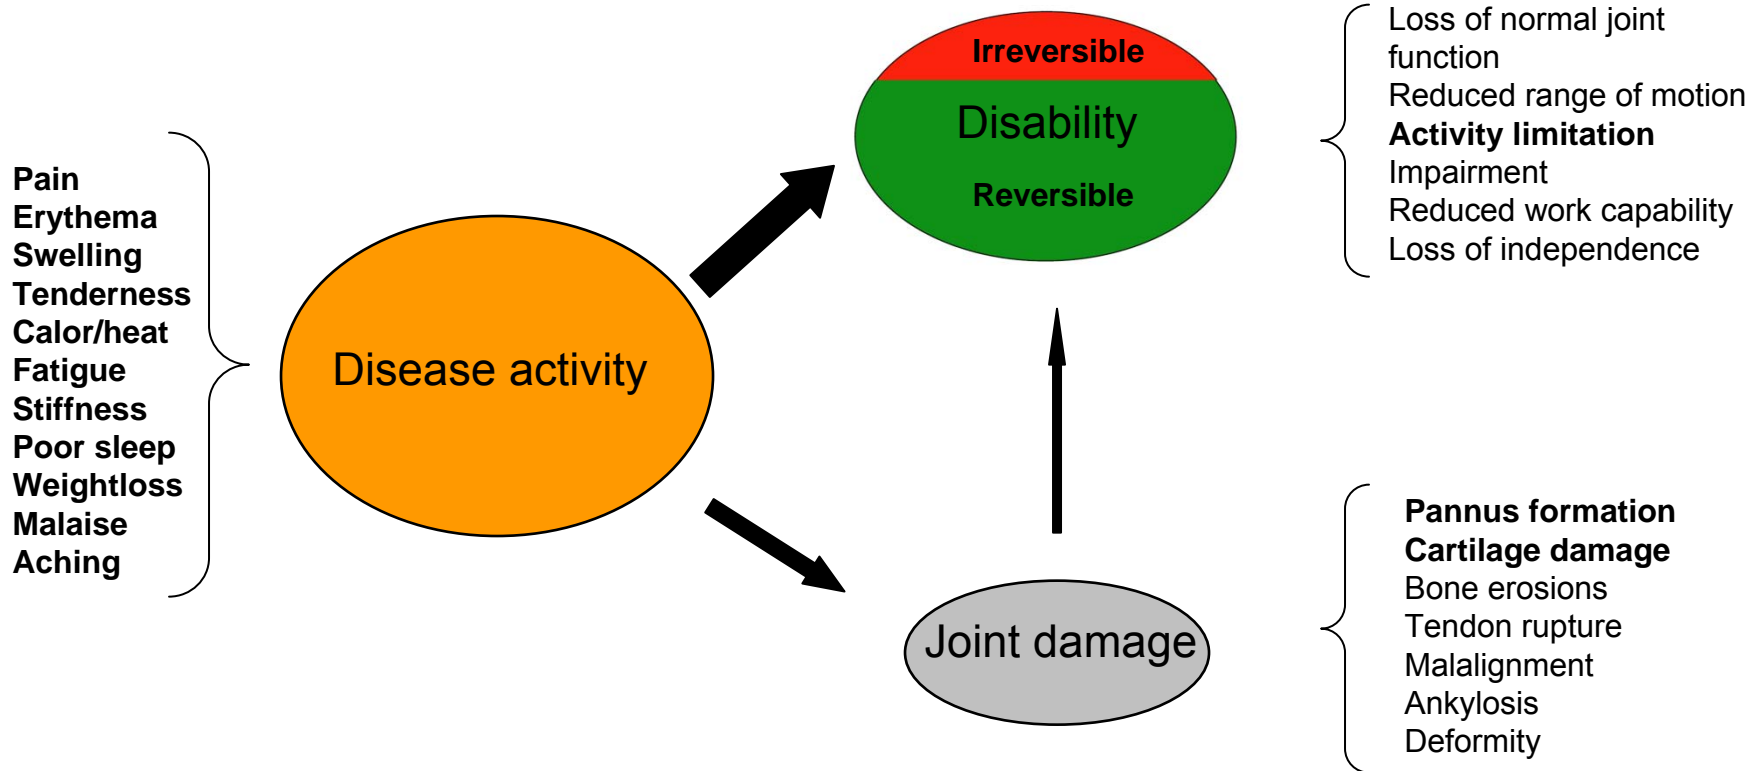 Pain
Erythema
Swelling
Tenderness
Calor/heat
Fatigue
Stiffness
Poor sleep
Weightloss
Malaise
Aching
Disease activity
Irreversible
Disability
Reversible
Joint damage
Loss of normal joint
function
Reduced range of motion
Activity limitation
Impairment
Reduced work capability
Loss of independence
Pannus formation
Cartilage damage
Bone erosions
Tendon rupture
Malalignment
Ankylosis
Deformity